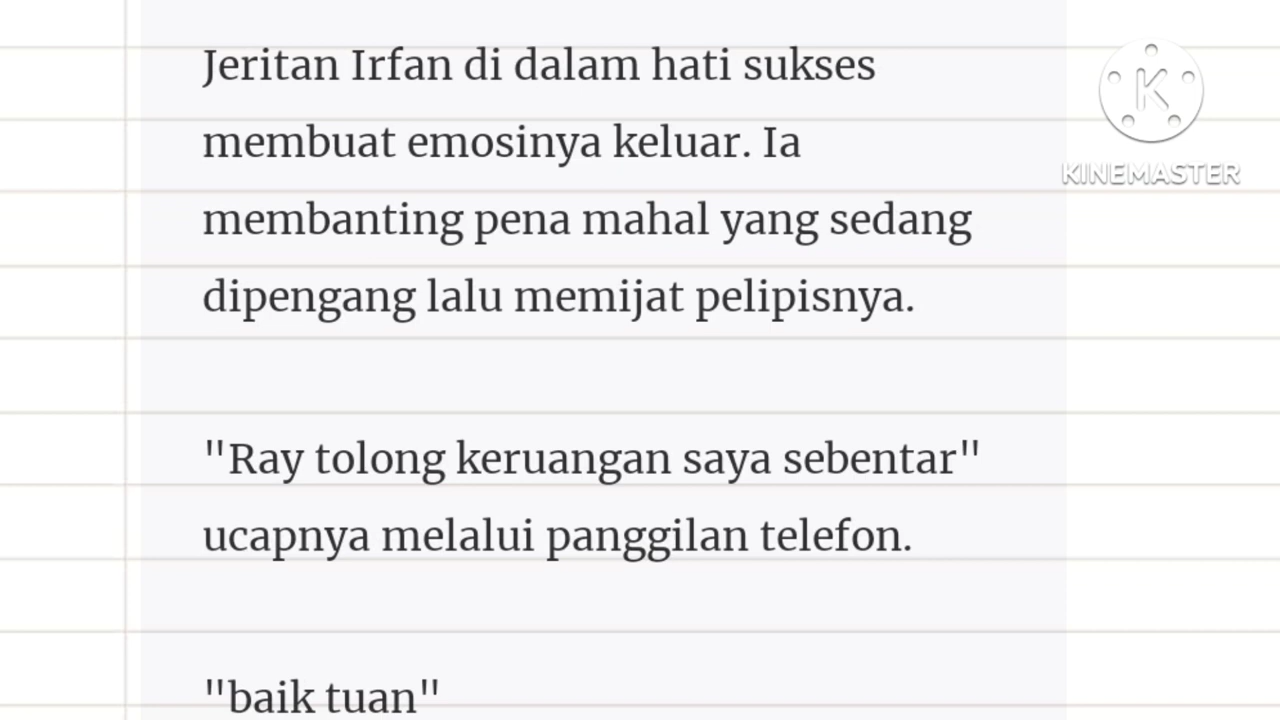 Jeritan Irfan di dalam hati sukses
membuat emosinya keluar. Ia
membanting pena mahal yang sedang
dipengang lalu memijat pelipisnya.
"Ray tolong keruangan saya sebentar"
ucapnya melalui panggilan telefon.
"baik tuan"
K
KINEMASTER